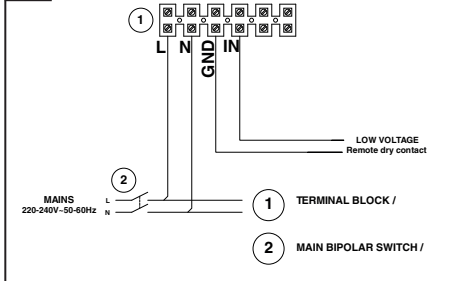 1
L N GND IN
LOW VOLTAGE
Remote dry contact
2
MAINS L
220-240V~50-60Hz N
1 TERMINAL BLOCK /
2 MAIN BIPOLAR SWITCH /